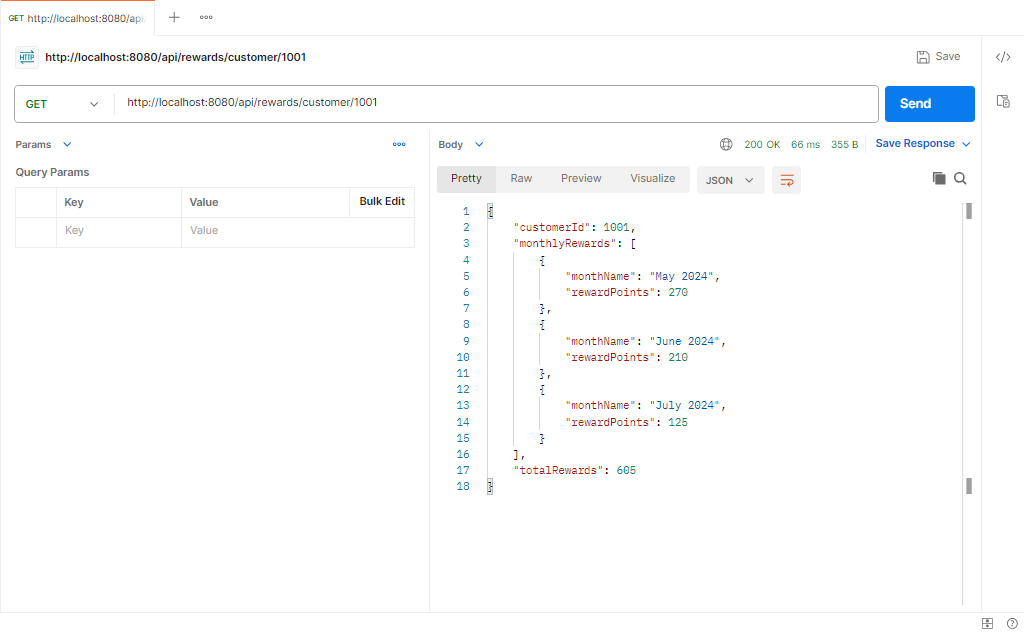 GET http://localhost:8080/api/
HTTP http://localhost:8080/api/rewards/customer/1001
Save
GET http://localhost:8080/api/rewards/customer/1001
Send
Params
Query Params
Key Value Bulk Edit
Key Value
Body
200 OK 66 ms 355 B Save Response
Pretty Raw Preview Visualize JSON
1 {
2 "customerId": 1001,
3 "monthlyRewards": [
4 {
5 "monthName": "May 2024",
6 "rewardPoints": 270
7 },
8 {
9 "monthName": "June 2024",
10 "rewardPoints": 210
11 },
12 {
13 "monthName": "July 2024",
14 "rewardPoints": 125
15 }
16 ],
17 "totalRewards": 605
18 }